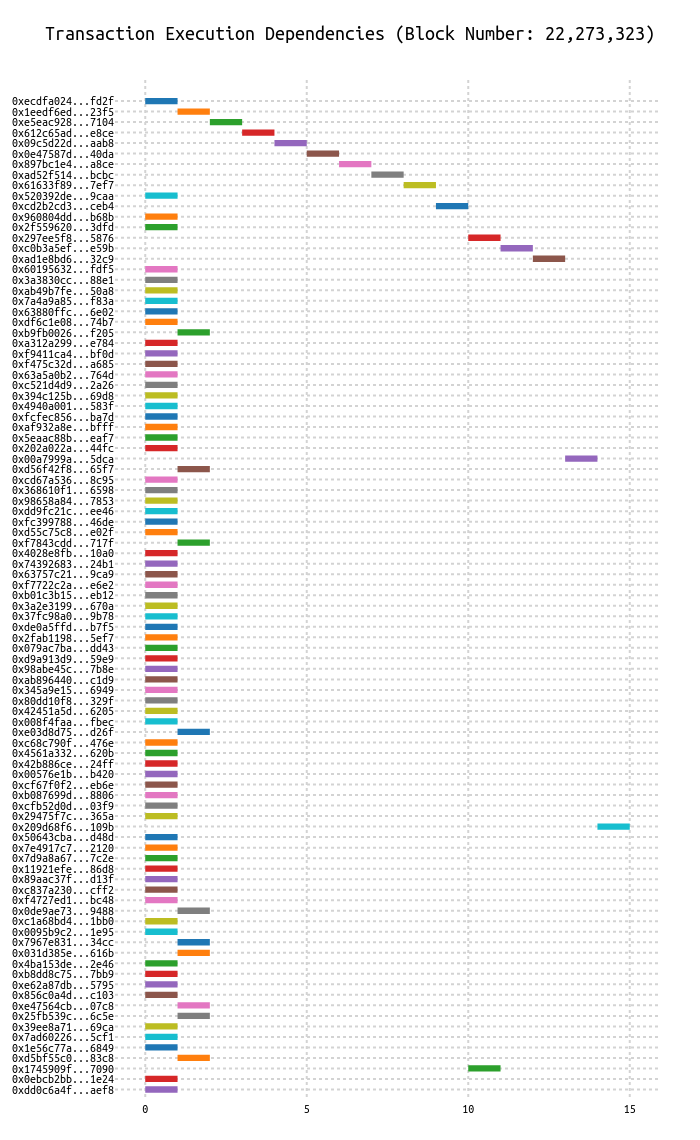 Transaction Execution Dependencies (Block Number: 22,273,323)
0xecdfa024...fd2f
0x1eedf6ed...23f5
0xe5eac928...7104
0x612c65ad...e8ce
0x09c5d22d...aab8
0x0e47587d...40da
0x897bc1e4...a8ce
0xad52f514...bcbc
0x61633f89...7ef7
0x520392de...9caa
0xcd2b2cd3...ceb4
0x960804dd...b68b
0x2f559620...3dfd
0x297ee5f8...5876
0xc0b3a5ef...e59b
0xad1e8bd6...32c9
0x60195632...fdf5
0x3a3830cc...88e1
0xab49b7fe...50a8
0x7a4a9a85...f83a
0x63880ffc...6e02
0xdf6c1e08...74b7
0xb9fb0026...f205
0xa312a299...e784
0xf9411ca4...bf0d
0xf475c32d...a685
0x63a5a0b2...764d
0xc521d4d9...2a26
0x394c125b...69d8
0x4940a001...583f
0xfcfec856...ba7d
0xaf932a8e...bfff
0x5eaac88b...eaf7
0x202a022a...44fc
0x00a7999a...5dca
0xd56f42f8...65f7
0xcd67a536...8c95
0x368610f1...6598
0x98658a84...7853
0xdd9fc21c...ee46
0xfc399788...46de
0xd55c75c8...e02f
0xf7843cdd...717f
0x4028e8fb...10a0
0x74392683...24b1
0x63757c21...9ca9
0xf7722c2a...e6e2
0xb01c3b15...eb12
0x3a2e3199...670a
0x37fc98a0...9b78
0xde0a5ffd...b7f5
0x2fab1198...5ef7
0x079ac7ba...dd43
0xd9a913d9...59e9
0x98abe45c...7b8e
0xab896440...c1d9
0x345a9e15...6949
0x80dd10f8...329f
0x42451a5d...6205
0x008f4faa...fbec
0xe03d8d75...d26f
0xc68c790f...476e
0x4561a332...620b
0x42b886ce...24ff
0x00576e1b...b420
0xcf67f0f2...eb6e
0xb087699d...8806
0xcfb52d0d...03f9
0x29475f7c...365a
0x209d68f6...109b
0x50643cba...d48d
0x7e4917c7...2120
0x7d9a8a67...7c2e
0x11921efe...86d8
0x89aac37f...d13f
0xc837a230...cff2
0xf4727ed1...bc48
0x0de9ae73...9488
0xc1a68bd4...1bb0
0x0095b9c2...1e95
0x7967e831...34cc
0x031d385e...616b
0x4ba153de...2e46
0xb8dd8c75...7bb9
0xe62a87db...5795
0x856c0a4d...c103
0xe47564cb...07c8
0x25fb539c...6c5e
0x39ee8a71...69ca
0x7ad60226...5cf1
0x1e56c77a...6849
0xd5bf55c0...83c8
0x1745909f...7090
0x0ebcb2bb...1e24
0xdd0c6a4f...aef8
0 5 10 15